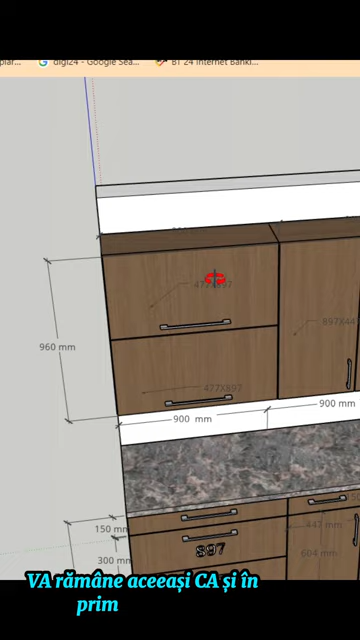 digi24 - Google Sea...
BT 24 Internet Banki...
477X897
897X44
960 mm
477X897
900 mm
900 mm
150 mm
447 mm
897
604 mm
300 mm
VA rămâne aceeași CA și în
prim